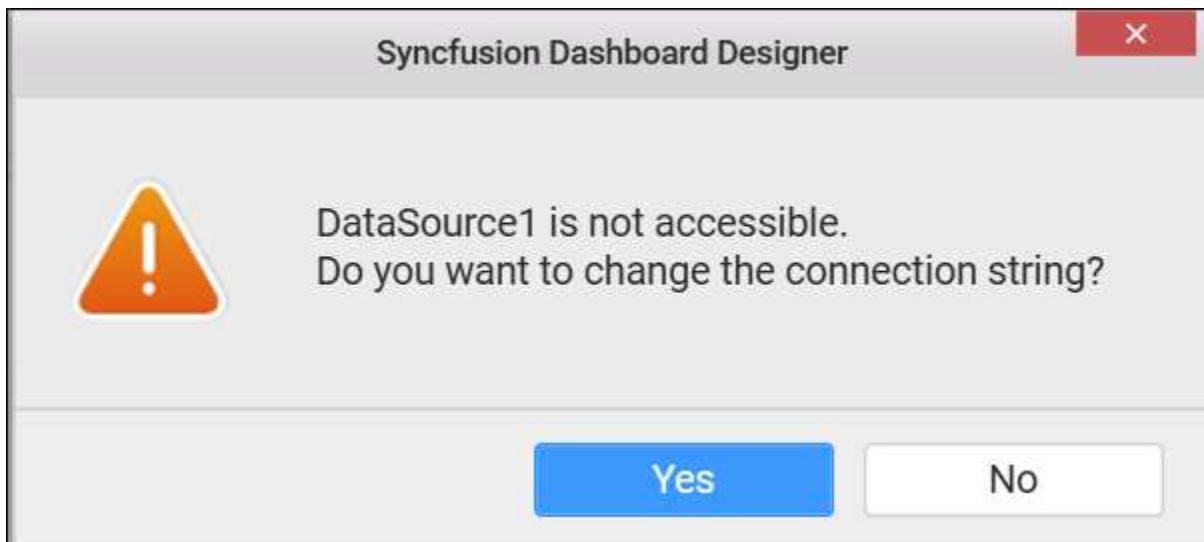 Syncfusion Dashboard Designer
DataSource1 is not accessible.
Do you want to change the connection string?
Yes
No